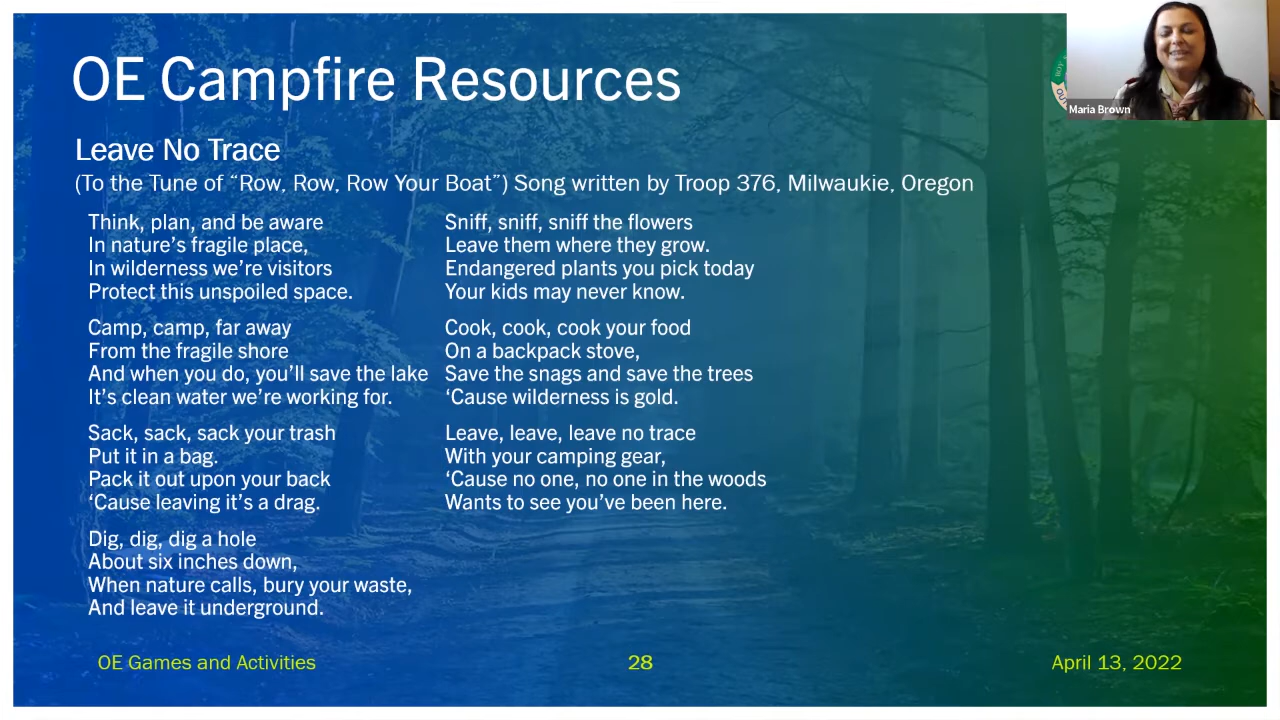 OE Campfire Resources
Maria Brown
Leave No Trace
(To the Tune of “Row, Row, Row Your Boat”) Song written by Troop 376, Milwaukie, Oregon
Think, plan, and be aware
In nature’s fragile place,
In wilderness we’re visitors
Protect this unspoiled space.
Camp, camp, far away
From the fragile shore
And when you do, you’ll save the lake
It’s clean water we’re working for.
Sack, sack, sack your trash
Put it in a bag.
Pack it out upon your back
‘Cause leaving it’s a drag.
Dig, dig, dig a hole
About six inches down,
When nature calls, bury your waste,
And leave it underground.
Sniff, sniff, sniff the flowers
Leave them where they grow.
Endangered plants you pick today
Your kids may never know.
Cook, cook, cook your food
On a backpack stove,
Save the snags and save the trees
‘Cause wilderness is gold.
Leave, leave, leave no trace
With your camping gear,
‘Cause no one, no one in the woods
Wants to see you’ve been here.
OE Games and Activities
28
April 13, 2022